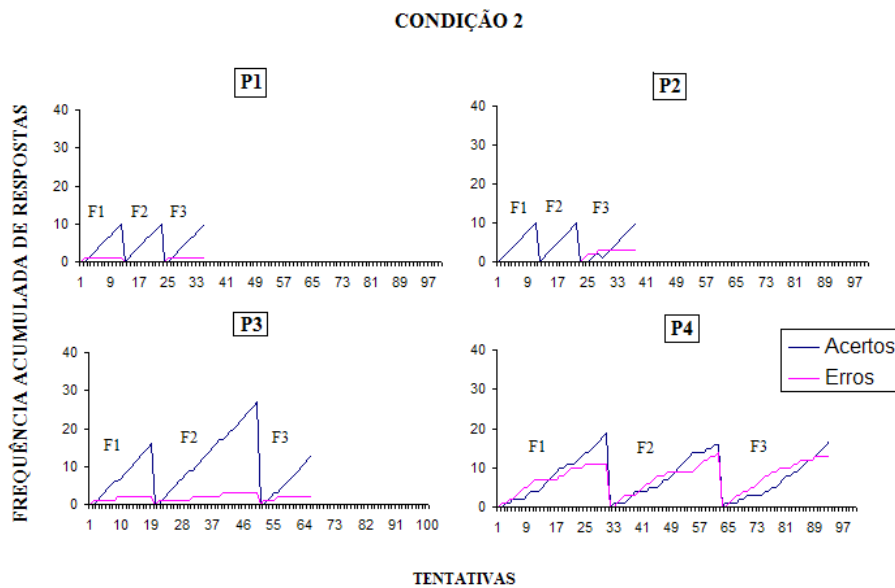 CONDIÇÃO 2
FREQUÊNCIA ACUMULADA DE RESPOSTAS
P1
40
30
20
10
0
F1 F2 F3
1 9 17 25 33 41 49 57 65 73 81 89 97
P2
40
30
20
10
0
F1 F2 F3
1 9 17 25 33 41 49 57 65 73 81 89 97
P3
40
30
20
10
0
F1 F2 F3
1 10 19 28 37 46 55 64 73 82 91 100
P4
40
30
20
10
0
F1 F2 F3
1 9 17 25 33 41 49 57 65 73 81 89 97
Acertos
Erros
TENTATIVAS